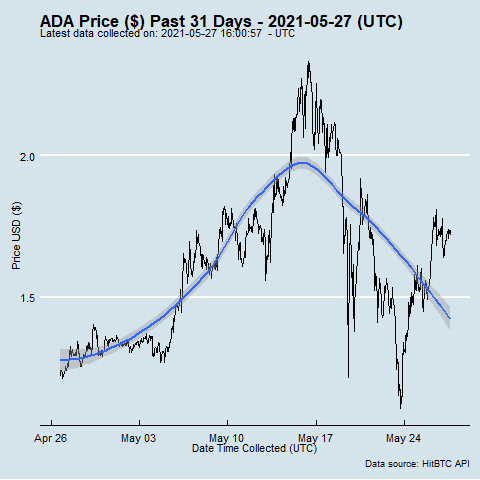 ADA Price ($) Past 31 Days - 2021-05-27 (UTC)
Latest data collected on: 2021-05-27 16:00:57 - UTC
2.0
1.5
Price USD ($)
Apr 26 May 03 May 10 May 17 May 24
Date Time Collected (UTC)
Data source: HitBTC API